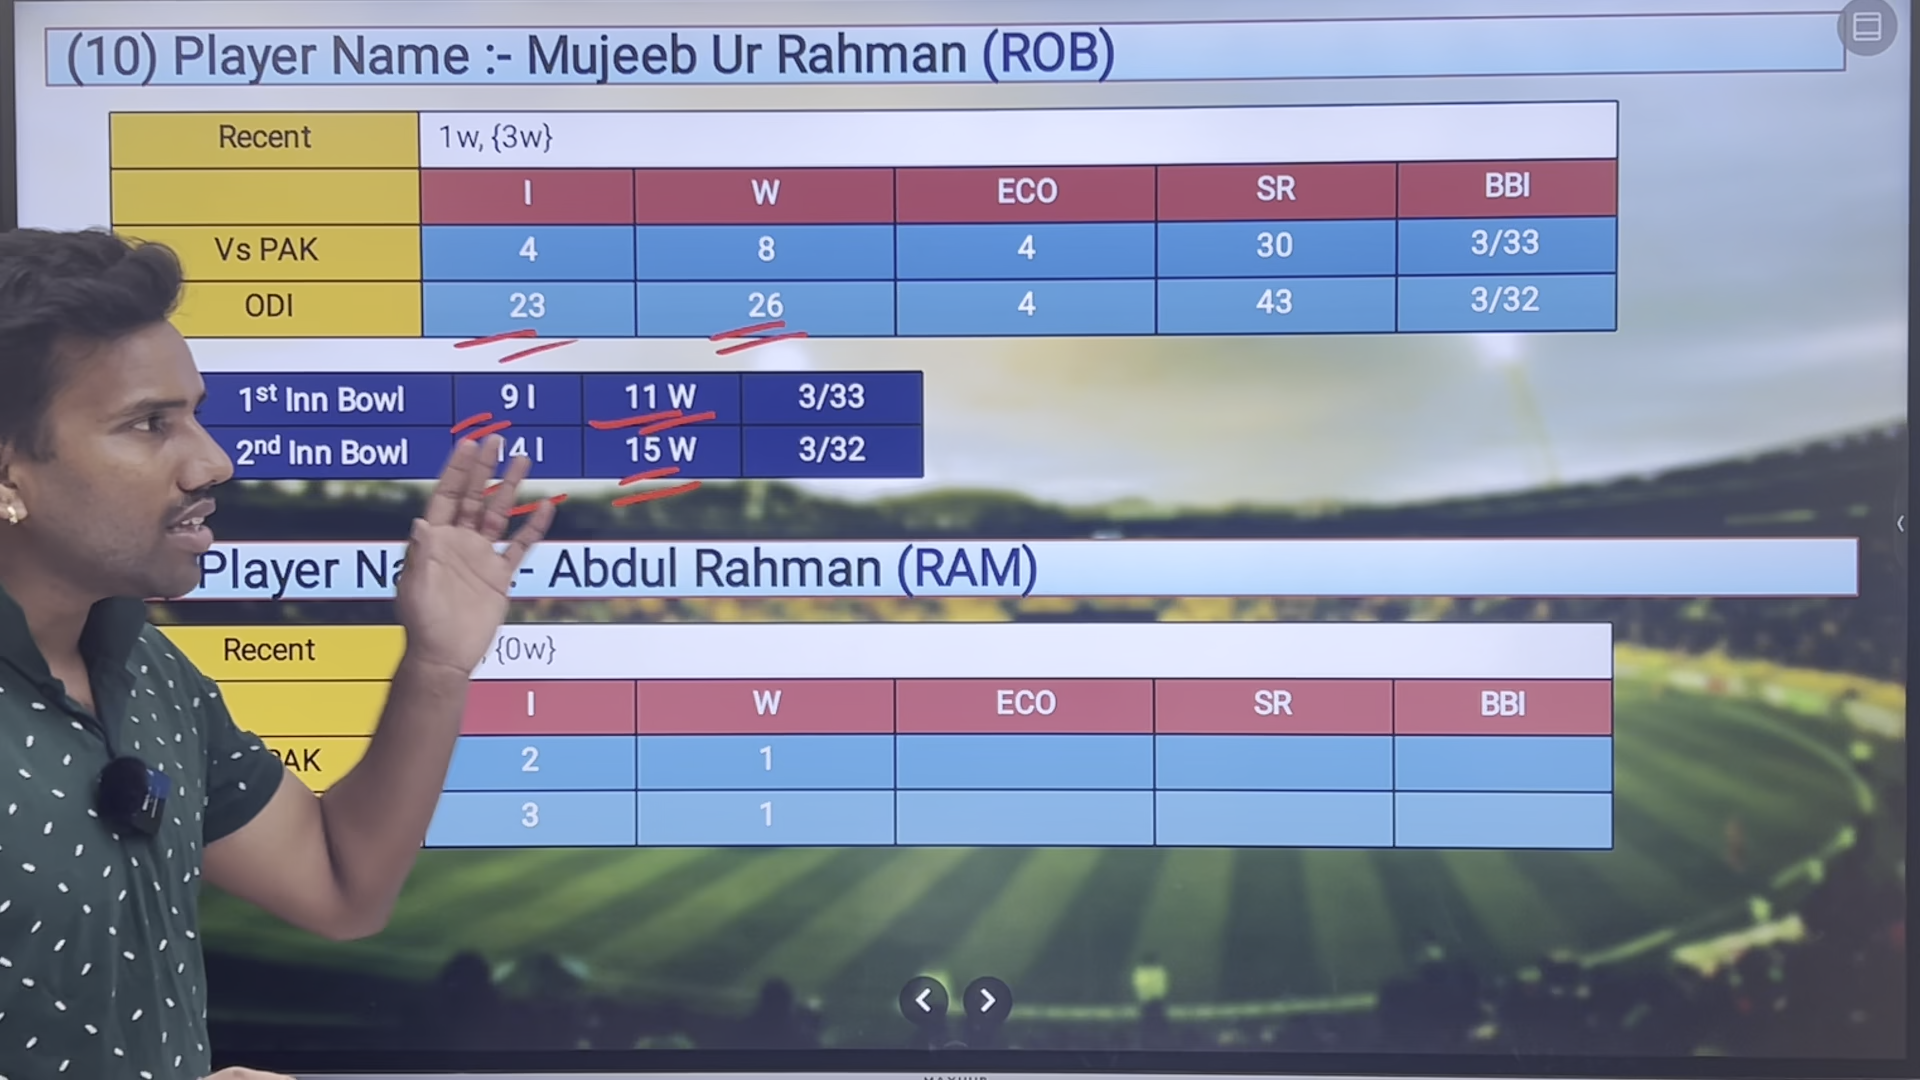 (10) Player Name :- Mujeeb Ur Rahman (ROB)
Recent 1w, {3w}
I W ECO SR BBI
Vs PAK 4 8 4 30 3/33
ODI 23 26 4 43 3/32
1st Inn Bowl 9 I 11 W 3/33
2nd Inn Bowl 14 I 15 W 3/32
Player Na :- Abdul Rahman (RAM)
Recent , {0w}
I W ECO SR BBI
PAK 2 1
3 1